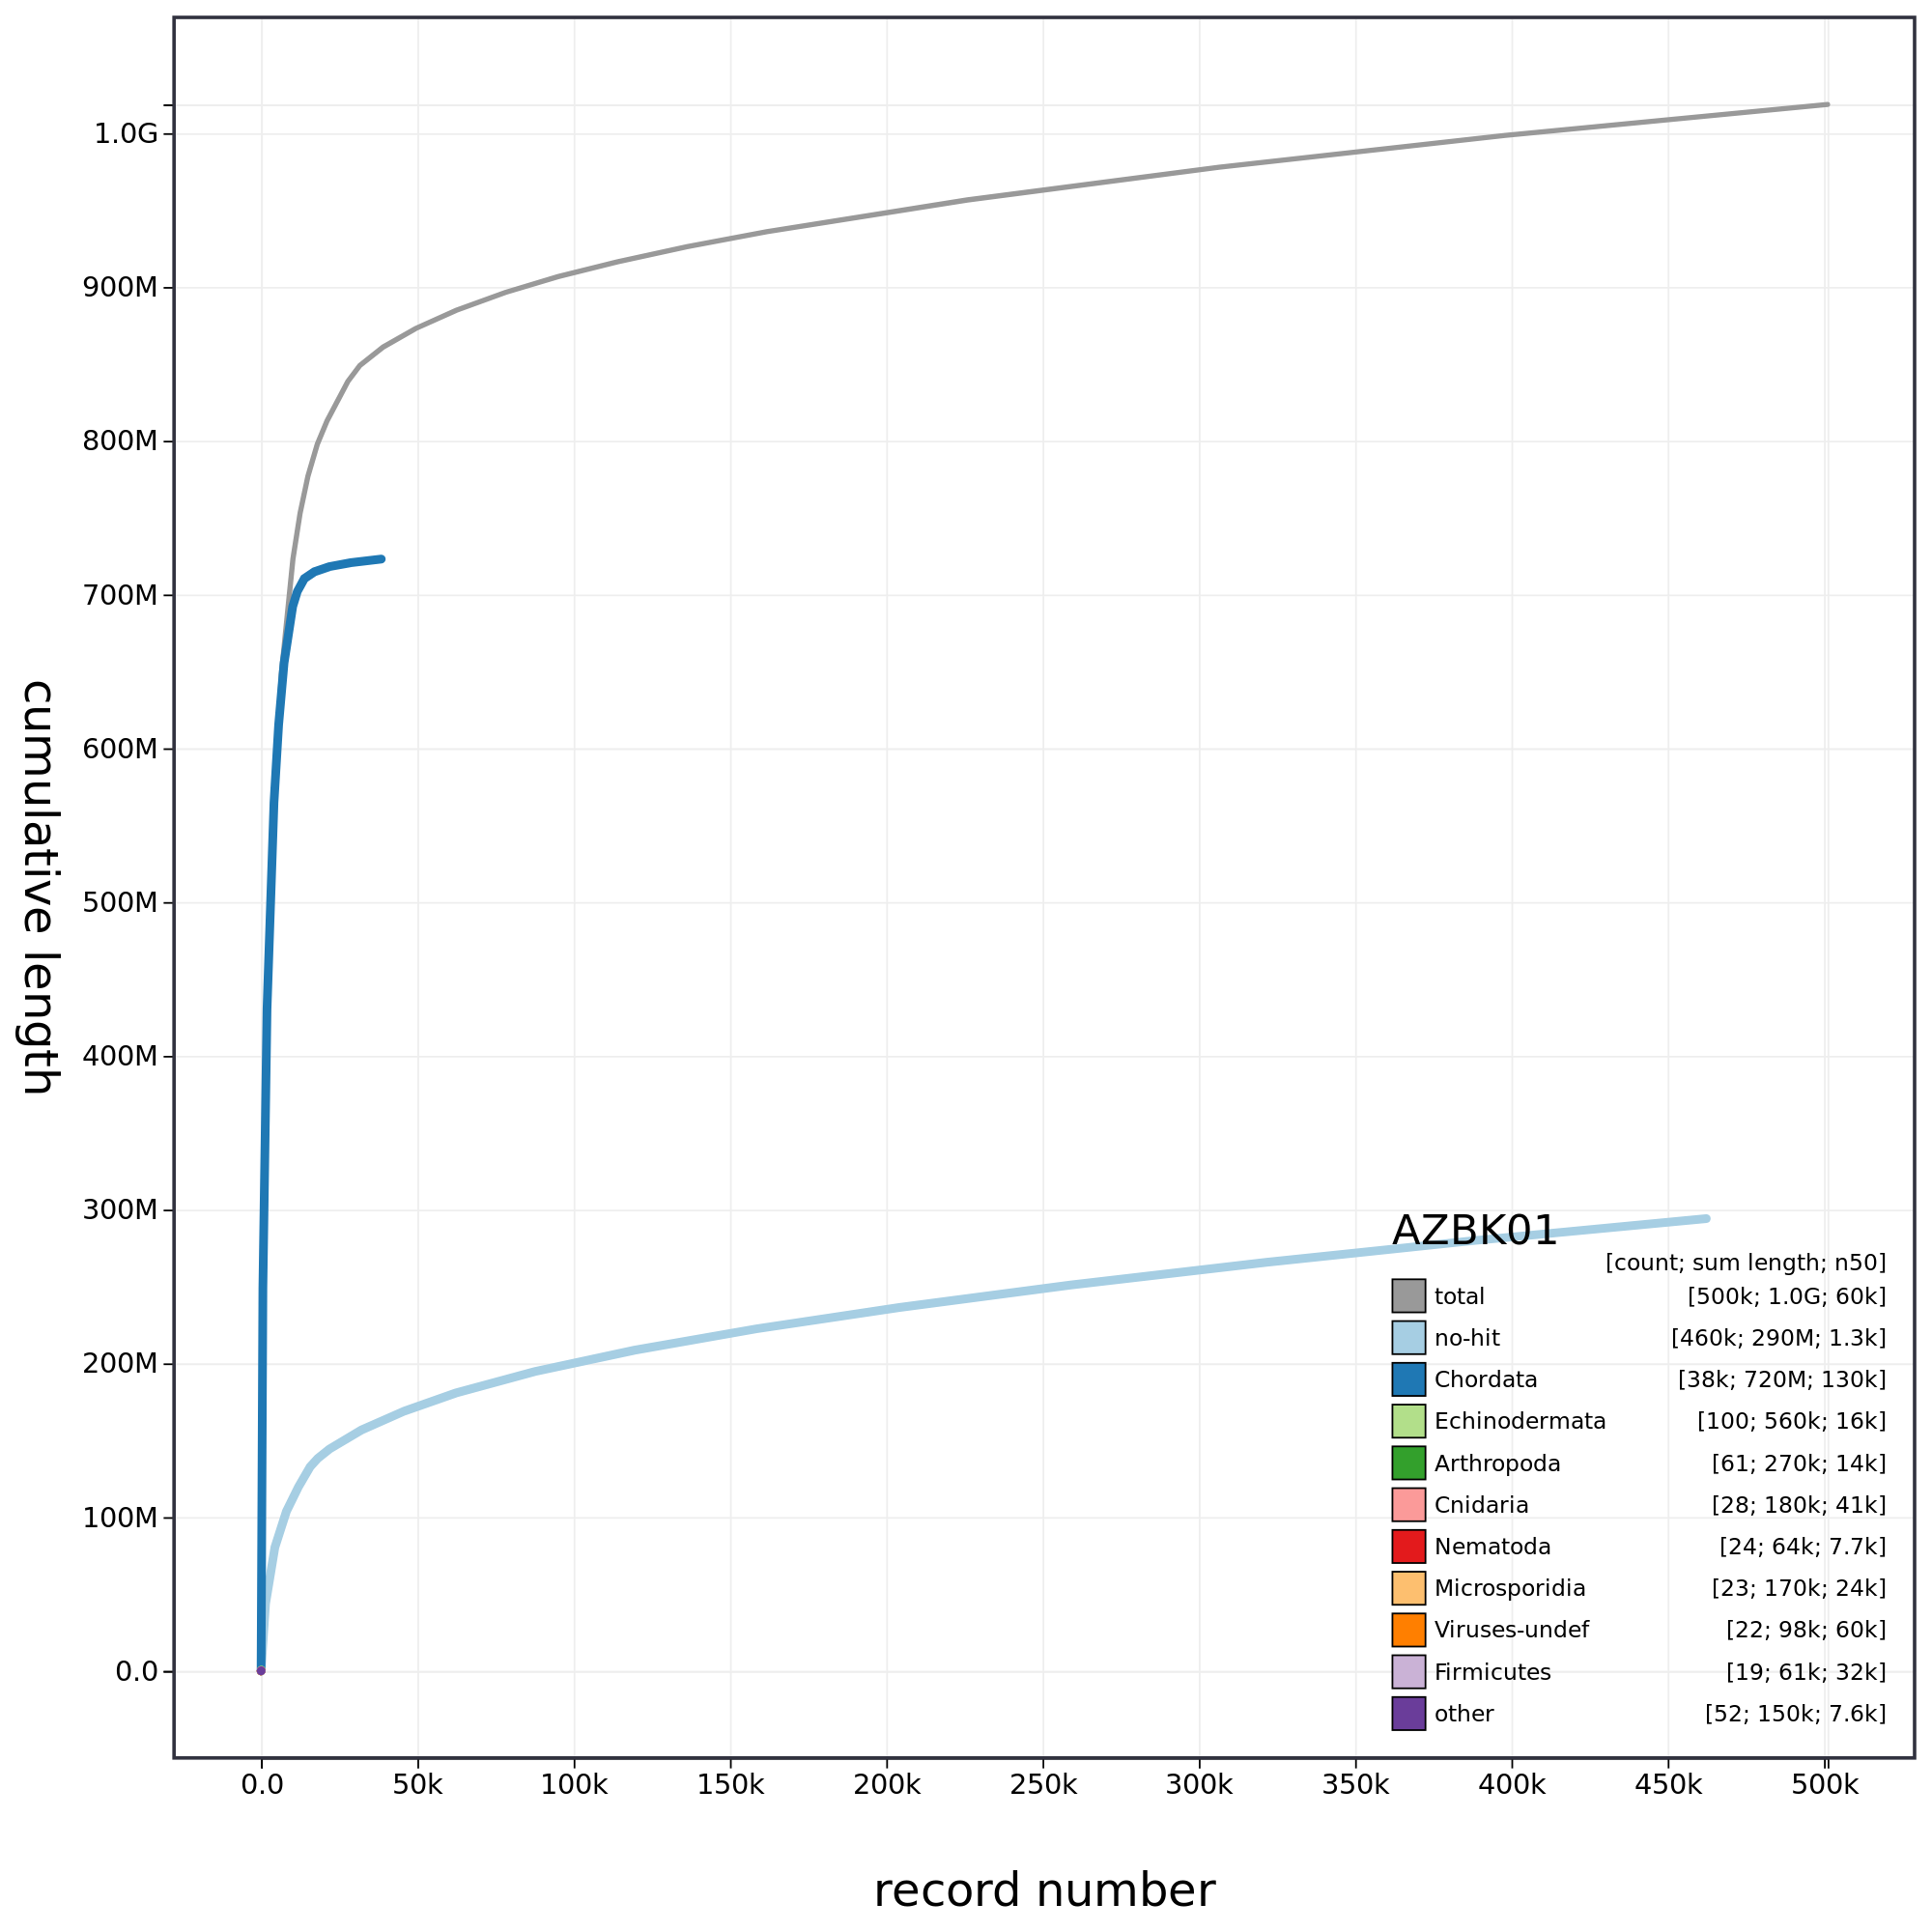 1.0G
900M
800M
700M
600M
500M
400M
300M
200M
100M
0.0
cumulative length
AZBK01
[count; sum length; n50]
total [500k; 1.0G; 60k]
no-hit [460k; 290M; 1.3k]
Chordata [38k; 720M; 130k]
Echinodermata [100; 560k; 16k]
Arthropoda [61; 270k; 14k]
Cnidaria [28; 180k; 41k]
Nematoda [24; 64k; 7.7k]
Microsporidia [23; 170k; 24k]
Viruses-undef [22; 98k; 60k]
Firmicutes [19; 61k; 32k]
other [52; 150k; 7.6k]
0.0 50k 100k 150k 200k 250k 300k 350k 400k 450k 500k
record number